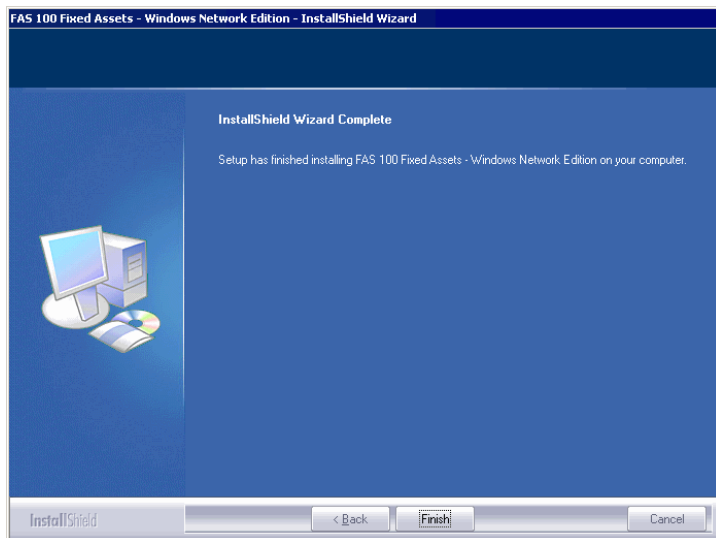 FAS 100 Fixed Assets - Windows Network Edition - InstallShield Wizard
InstallShield Wizard Complete
Setup has finished installing FAS 100 Fixed Assets - Windows Network Edition on your computer.
InstallShield
< Back
Finish
Cancel